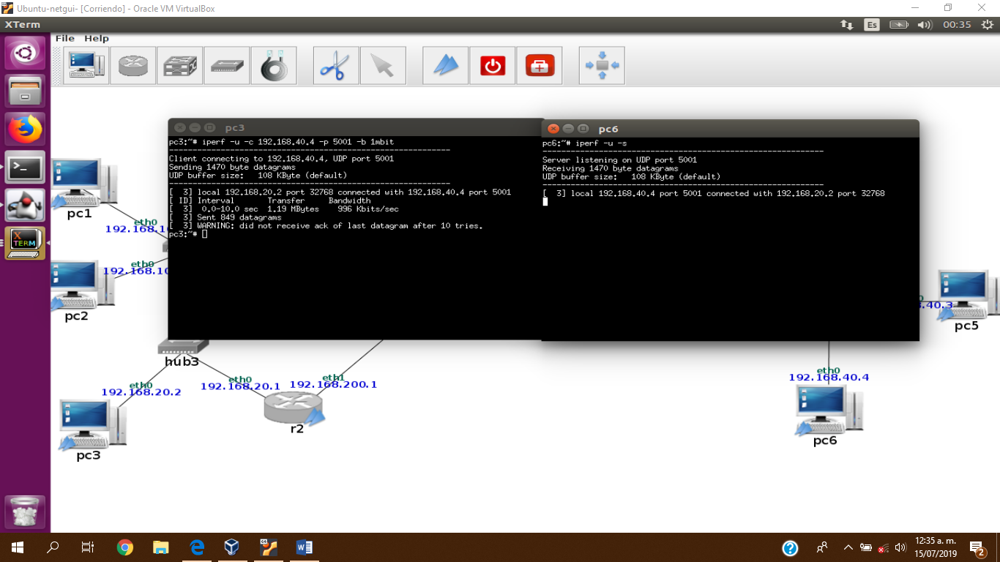 Ubuntu-netgui- [Corriendo] - Oracle VM VirtualBox
XTerm
Es
00:35
File Help
pc3
pc3:~# iperf -u -c 192.168.40.4 -p 5001 -b 1mbit
------------------------------------------------------------
Client connecting to 192.168.40.4, UDP port 5001
Sending 1470 byte datagrams
UDP buffer size:   108 KByte (default)
------------------------------------------------------------
[  3] local 192.168.20.2 port 32768 connected with 192.168.40.4 port 5001
[ ID] Interval       Transfer     Bandwidth
[  3]  0.0-10.0 sec  1.19 MBytes    996 Kbits/sec
[  3] Sent 849 datagrams
[  3] WARNING: did not receive ack of last datagram after 10 tries.
pc3:~#
pc6
pc6:~# iperf -u -s
------------------------------------------------------------
Server listening on UDP port 5001
Receiving 1470 byte datagrams
UDP buffer size:   108 KByte (default)
------------------------------------------------------------
[  3] local 192.168.40.4 port 5001 connected with 192.168.20.2 port 32768
X
TERM
pc1
eth0
192.168.1
eth0
192.168.10
pc2
hub3
eth0
192.168.20.2
eth0
192.168.20.1
eth1
192.168.200.1
r2
pc3
.40.3
pc5
eth0
192.168.40.4
pc6
12:35 a. m.
15/07/2019
2